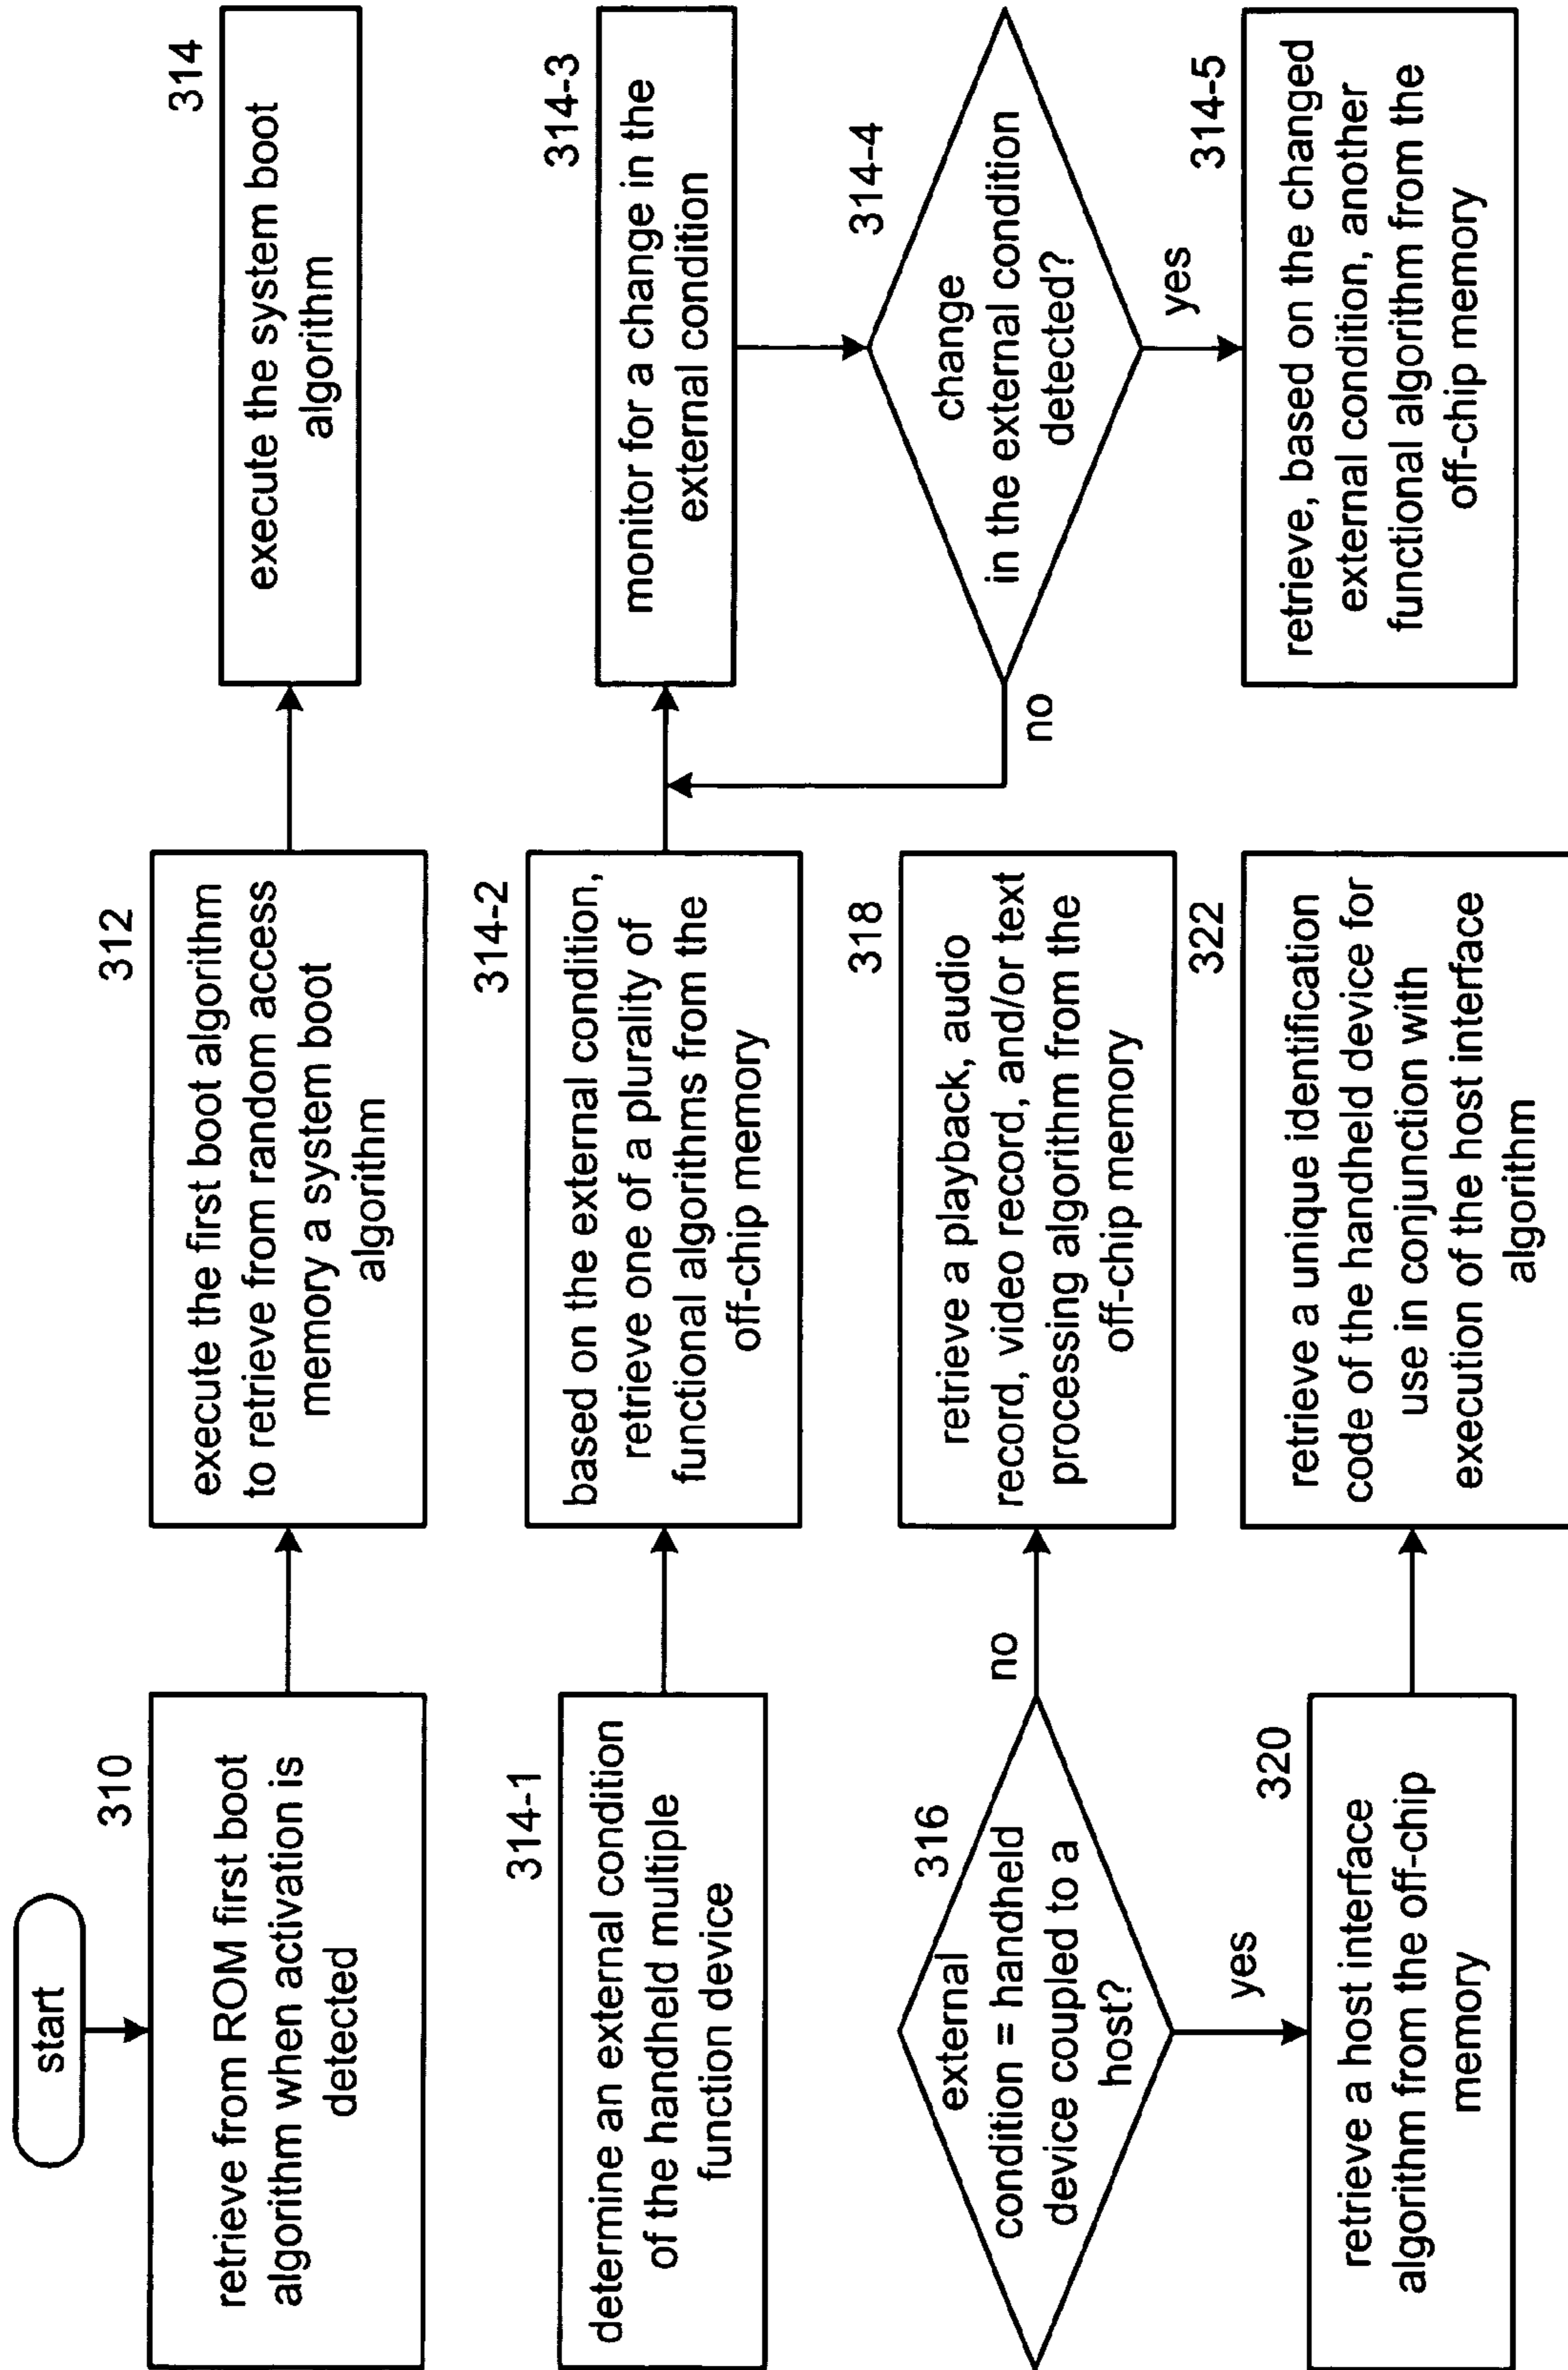 start
310
retrieve from ROM first boot
algorithm when activation is
detected
312
execute the first boot algorithm
to retrieve from random access
memory a system boot
algorithm
314
execute the system boot
algorithm
314-1
determine an external condition
of the handheld multiple
function device
314-2
based on the external condition,
retrieve one of a plurality of
functional algorithms from the
off-chip memory
314-3
monitor for a change in the
external condition
314-4
change
in the external condition
detected?
no
yes
314-5
retrieve, based on the changed
external condition, another
functional algorithm from the
off-chip memory
316
external
condition = handheld
device coupled to a
host?
no
yes
318
retrieve a playback, audio
record, video record, and/or text
processing algorithm from the
off-chip memory
320
retrieve a host interface
algorithm from the off-chip
memory
322
retrieve a unique identification
code of the handheld device for
use in conjunction with
execution of the host interface
algorithm